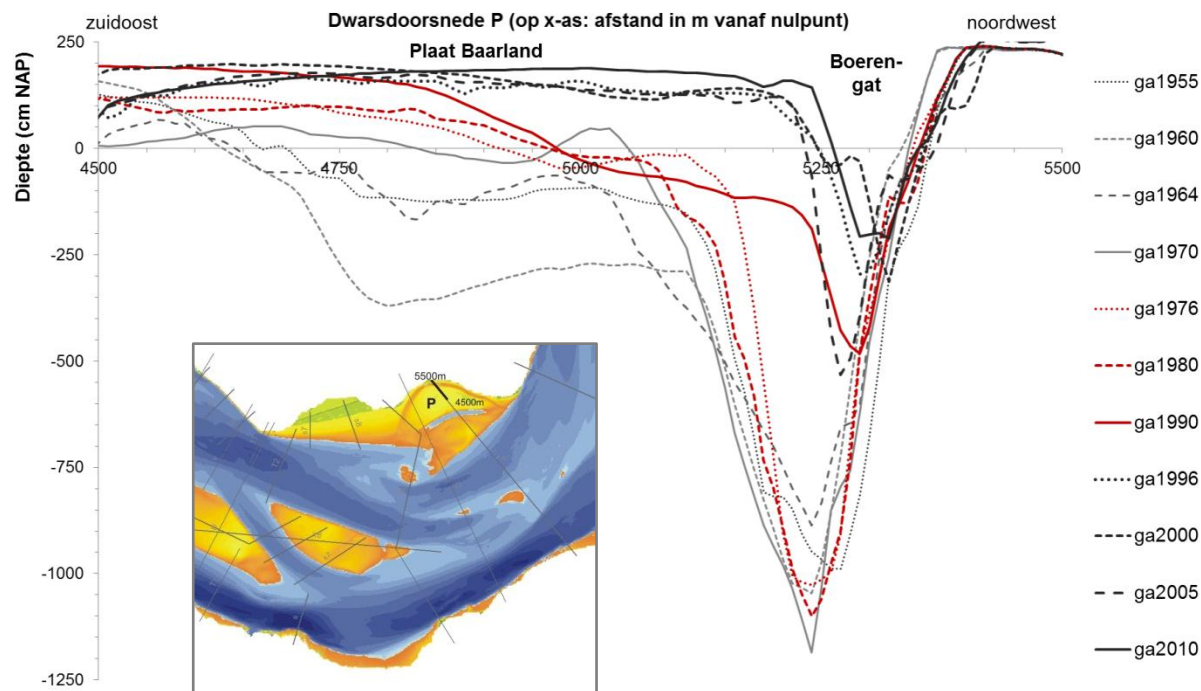 Dwarsdoorsnede P (op x-as: afstand in m vanaf nulpunt)
zuidoost
noordwest
Plaat Baarland
Boeren-
gat
Diepte (cm NAP)
250
0
-250
-500
-750
-1000
-1250
4500
4750
5000
5250
5500
ga1955
ga1960
ga1964
ga1970
ga1976
ga1980
ga1990
ga1996
ga2000
ga2005
ga2010
5500m
P
4500m